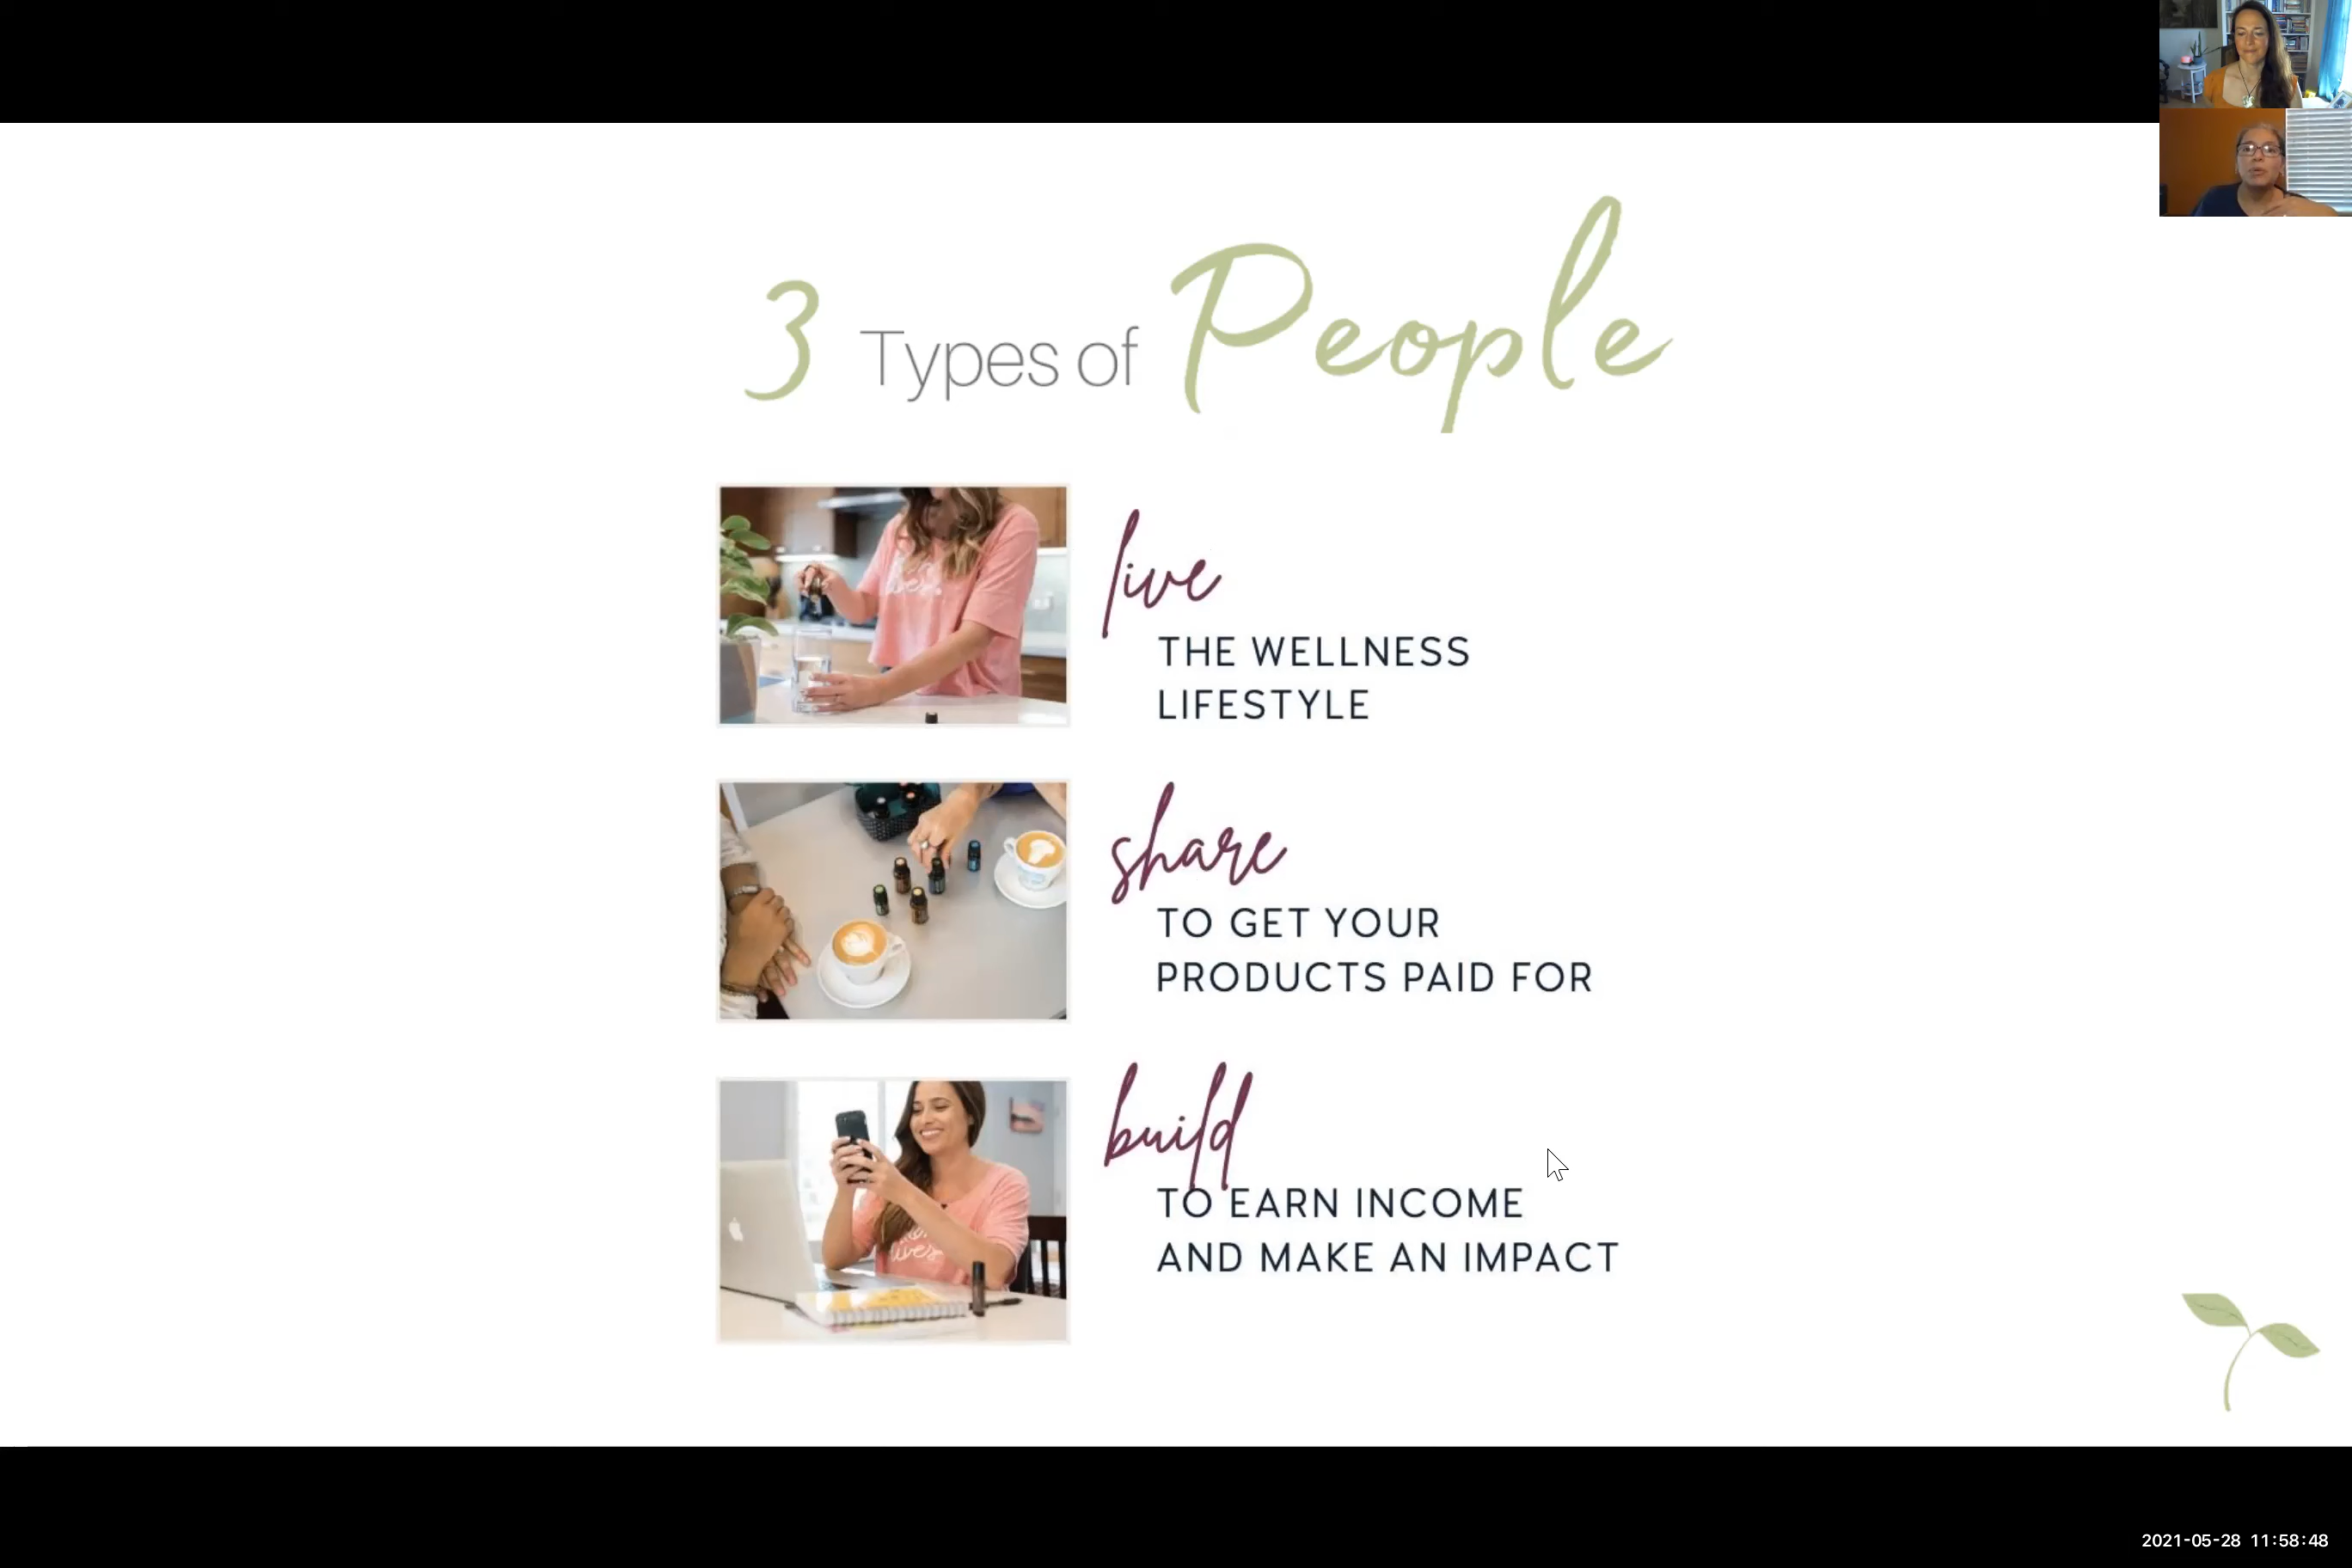 3 Types of People
live
THE WELLNESS
LIFESTYLE
share
TO GET YOUR
PRODUCTS PAID FOR
build
TO EARN INCOME
AND MAKE AN IMPACT
lives
2021-05-28 11:58:48